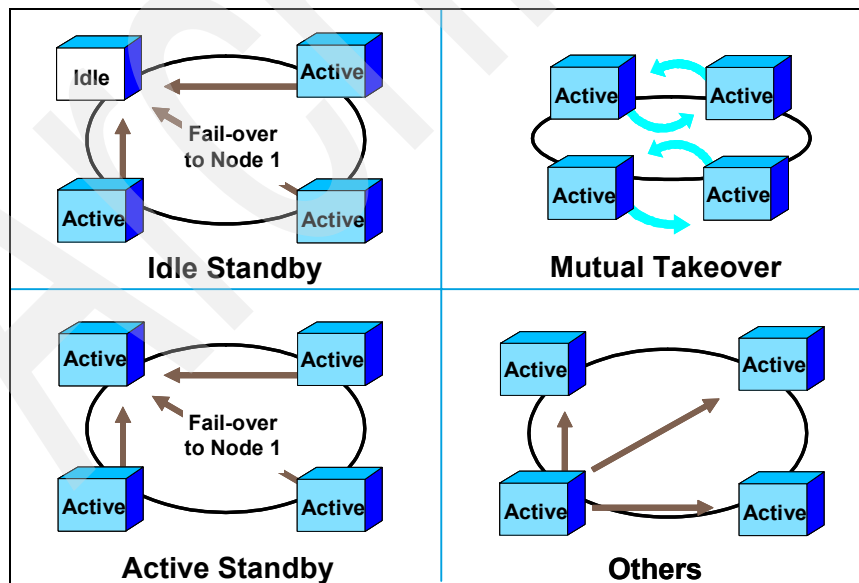 Idle
Active
Fail-over
to Node 1
Active
Active
Idle Standby
Active
Active
Active
Active
Mutual Takeover
Active
Active
Fail-over
to Node 1
Active
Active
Active Standby
Active
Active
Active
Active
Others